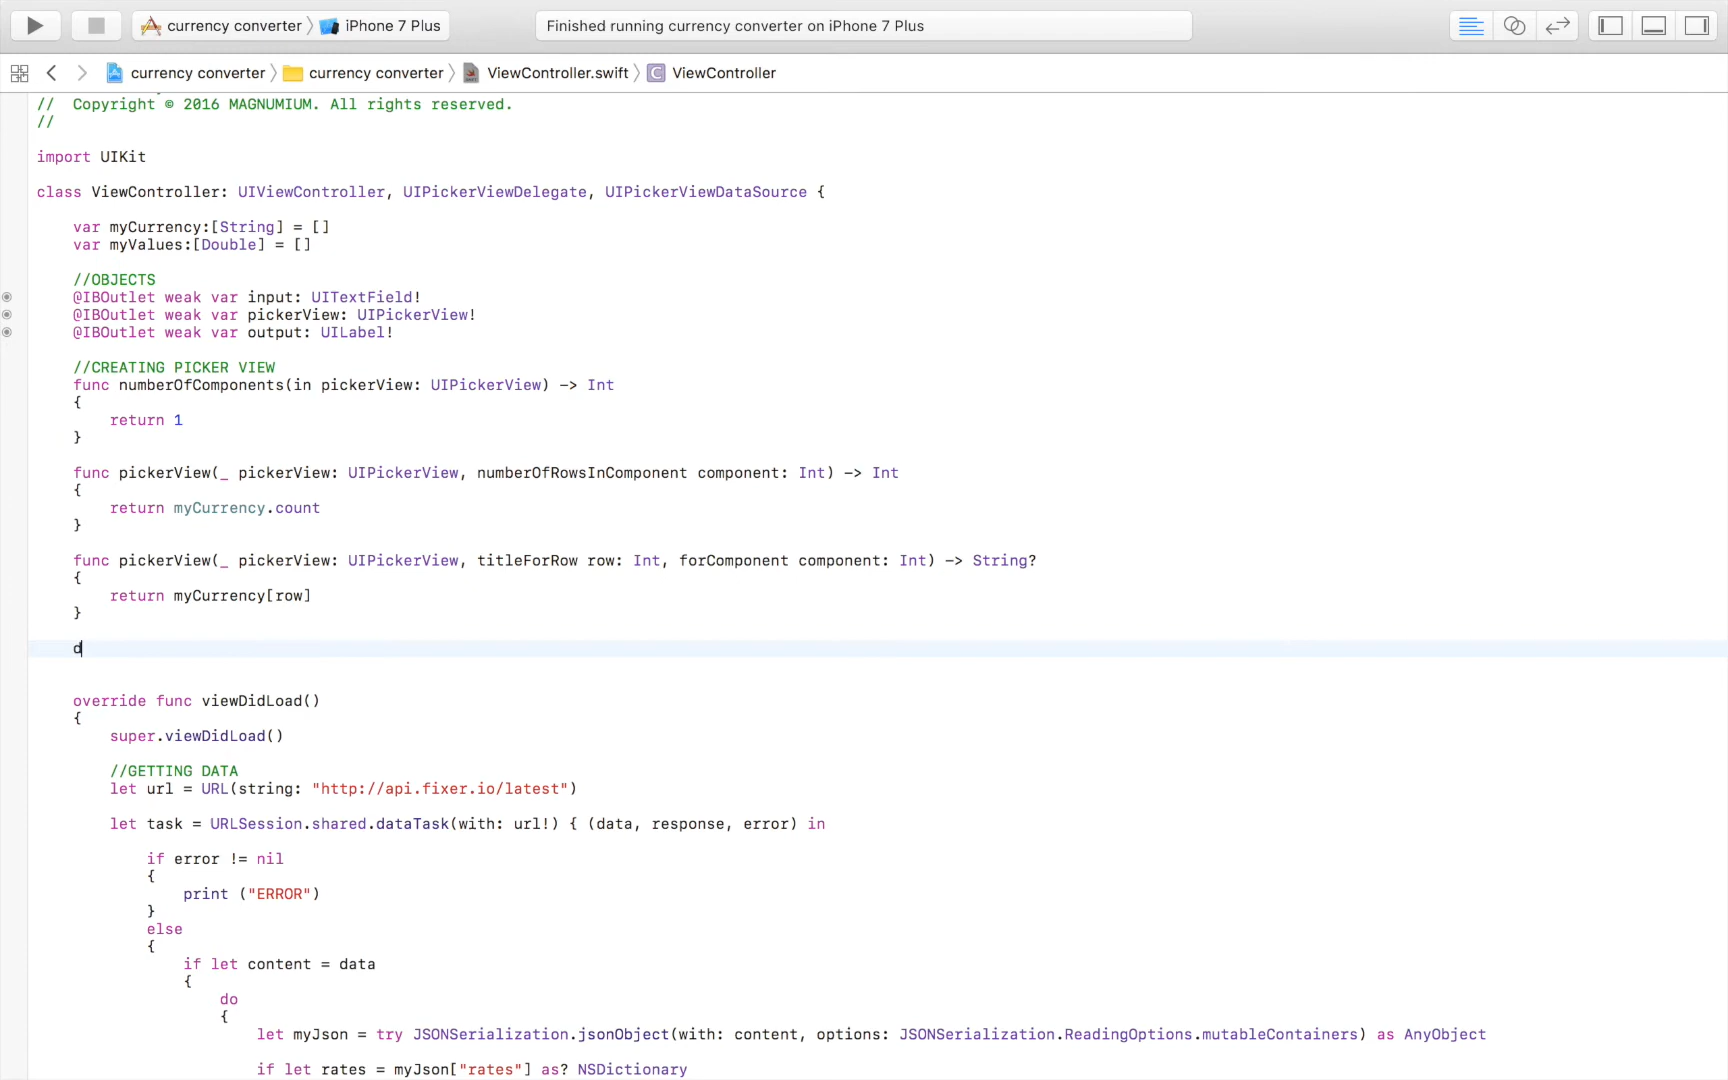 currency converter iPhone 7 Plus Finished running currency converter on iPhone 7 Plus
currency converter currency converter ViewController.swift C ViewController
//  Copyright © 2016 MAGNUMIUM. All rights reserved.
//
import UIKit
class ViewController: UIViewController, UIPickerViewDelegate, UIPickerViewDataSource {
var myCurrency:[String] = []
var myValues:[Double] = []
//OBJECTS
@IBOutlet weak var input: UITextField!
@IBOutlet weak var pickerView: UIPickerView!
@IBOutlet weak var output: UILabel!
//CREATING PICKER VIEW
func numberOfComponents(in pickerView: UIPickerView) -> Int
{
return 1
}
func pickerView(_ pickerView: UIPickerView, numberOfRowsInComponent component: Int) -> Int
{
return myCurrency.count
}
func pickerView(_ pickerView: UIPickerView, titleForRow row: Int, forComponent component: Int) -> String?
{
return myCurrency[row]
}
d
override func viewDidLoad()
{
super.viewDidLoad()
//GETTING DATA
let url = URL(string: "http://api.fixer.io/latest")
let task = URLSession.shared.dataTask(with: url!) { (data, response, error) in
if error != nil
{
print ("ERROR")
}
else
{
if let content = data
{
do
{
let myJson = try JSONSerialization.jsonObject(with: content, options: JSONSerialization.ReadingOptions.mutableContainers) as AnyObject
if let rates = myJson["rates"] as? NSDictionary